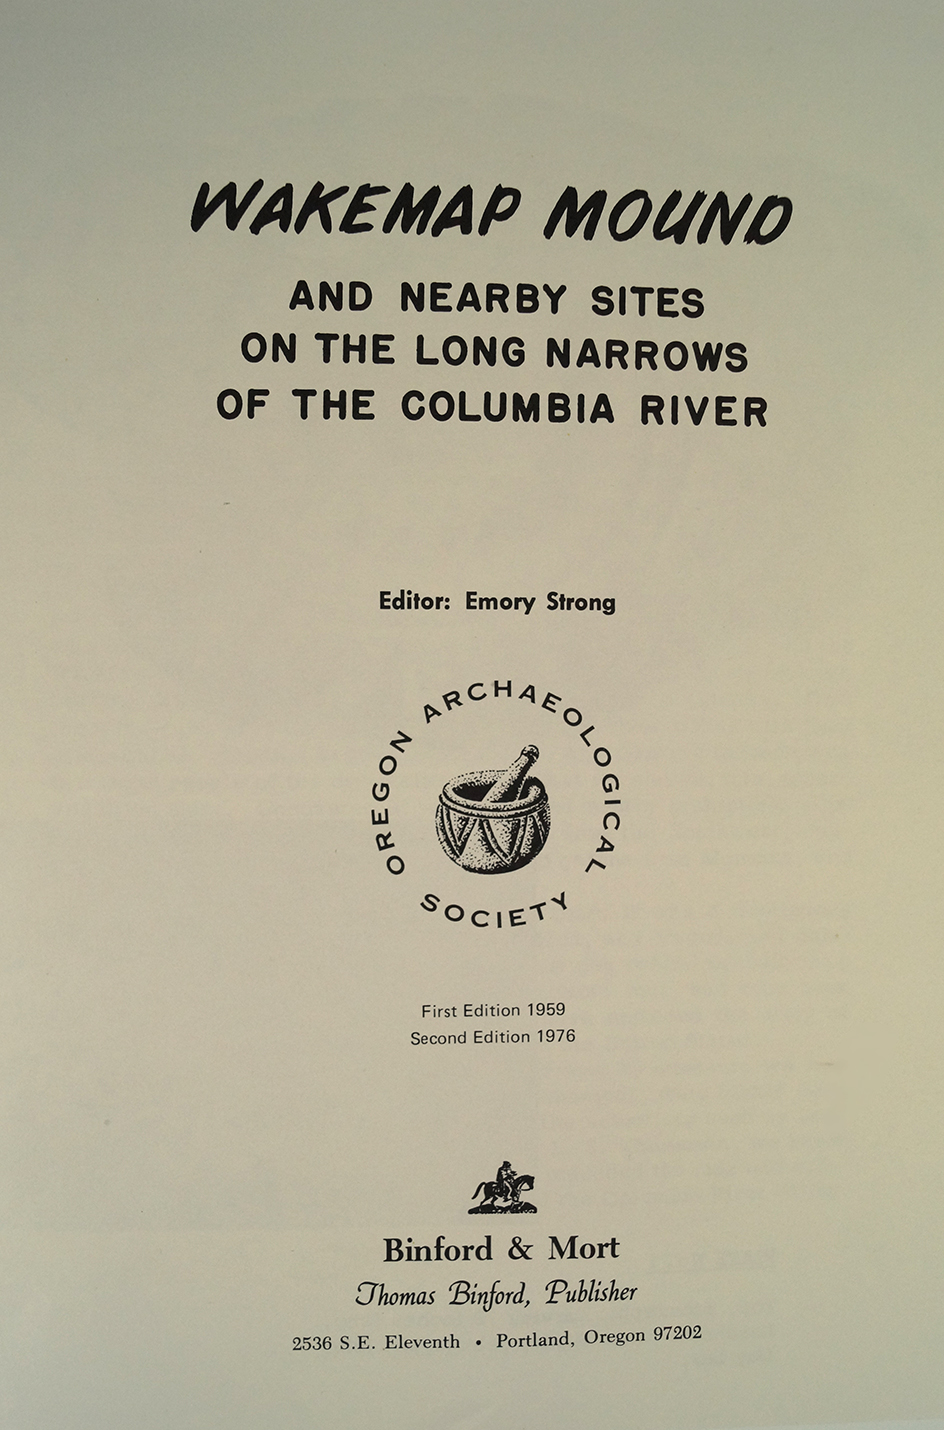 WAKEMAP MOUND
AND NEARBY SITES
ON THE LONG NARROWS
OF THE COLUMBIA RIVER
Editor: Emory Strong
OREGON ARCHAEOLOGICAL
SOCIETY
First Edition 1959
Second Edition 1976
Binford & Mort
Thomas Binford, Publisher
2536 S.E. Eleventh • Portland, Oregon 97202